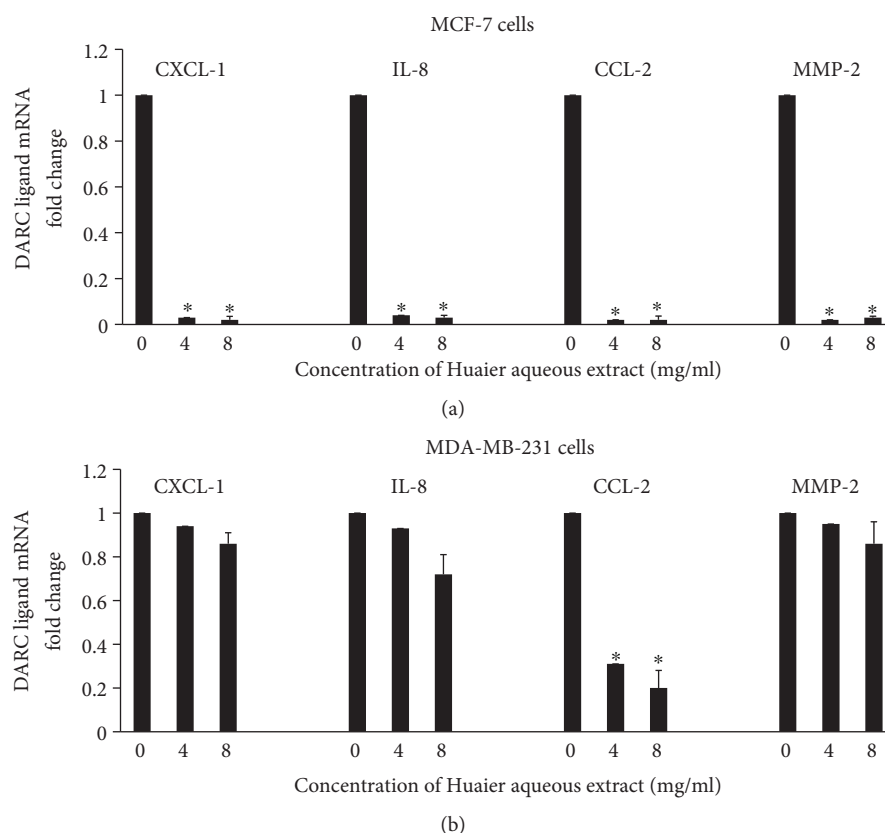 MCF-7 cells
1.2
1
0.8
0.6
0.4
0.2
0
DARC ligand mRNA
fold change
CXCL-1 IL-8 CCL-2 MMP-2
* * * * * * * *
0 4 8 0 4 8 0 4 8 0 4 8
Concentration of Huaier aqueous extract (mg/ml)
(a)
MDA-MB-231 cells
1.2
1
0.8
0.6
0.4
0.2
0
DARC ligand mRNA
fold change
CXCL-1 IL-8 CCL-2 MMP-2
* *
0 4 8 0 4 8 0 4 8 0 4 8
Concentration of Huaier aqueous extract (mg/ml)
(b)